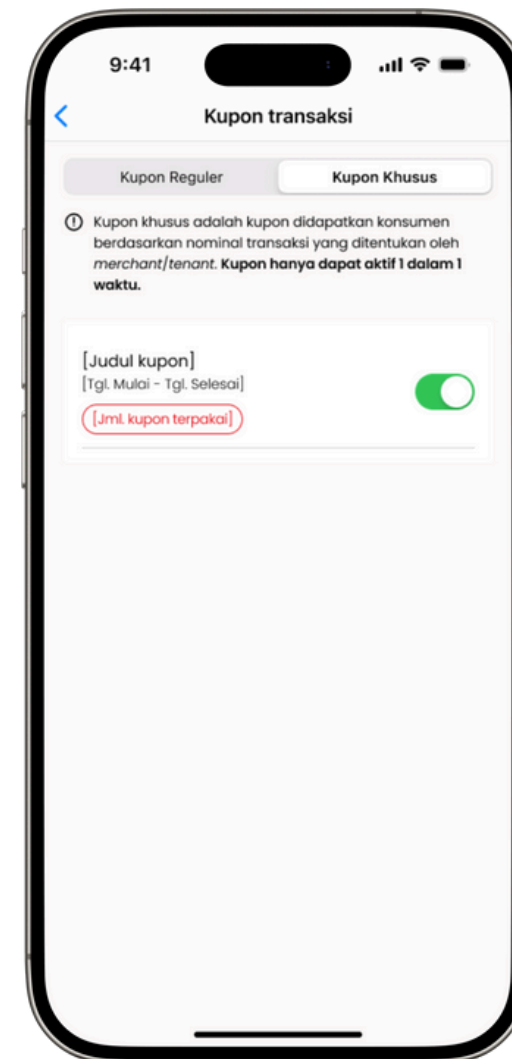 9:41
Kupon transaksi
Kupon Reguler
Kupon Khusus
Kupon khusus adalah kupon didapatkan konsumen
berdasarkan nominal transaksi yang ditentukan oleh
merchant/tenant. Kupon hanya dapat aktif 1 dalam 1
waktu.
[Judul kupon]
[Tgl. Mulai - Tgl. Selesai]
[Jml. kupon terpakai]